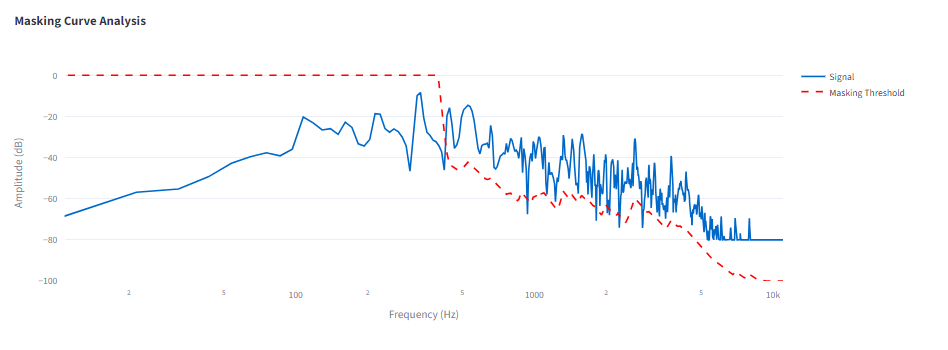 Masking Curve Analysis
0
−20
−40
−60
−80
−100
Amplitude (dB)
2
5
100
2
5
1000
2
5
10k
Frequency (Hz)
Signal
Masking Threshold